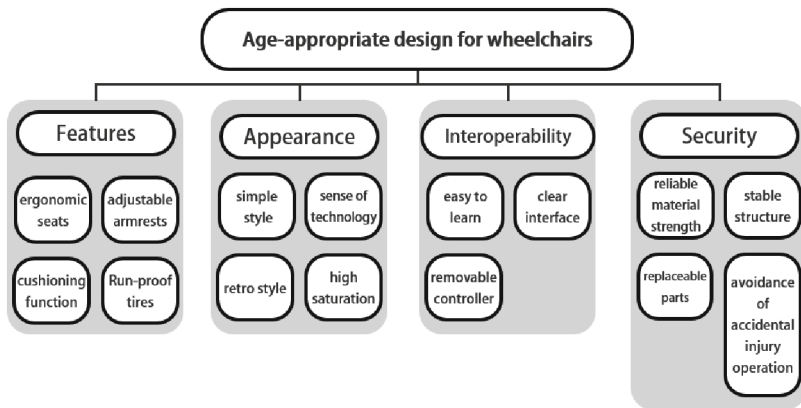 Age-appropriate design for wheelchairs
Features
ergonomic
seats
adjustable
armrests
cushioning
function
Run-proof
tires
Appearance
simple
style
sense of
technology
retro style
high
saturation
Interoperability
easy to
learn
clear
interface
removable
controller
Security
reliable
material
strength
stable
structure
replaceable
parts
avoidance
of
accidental
injury
operation